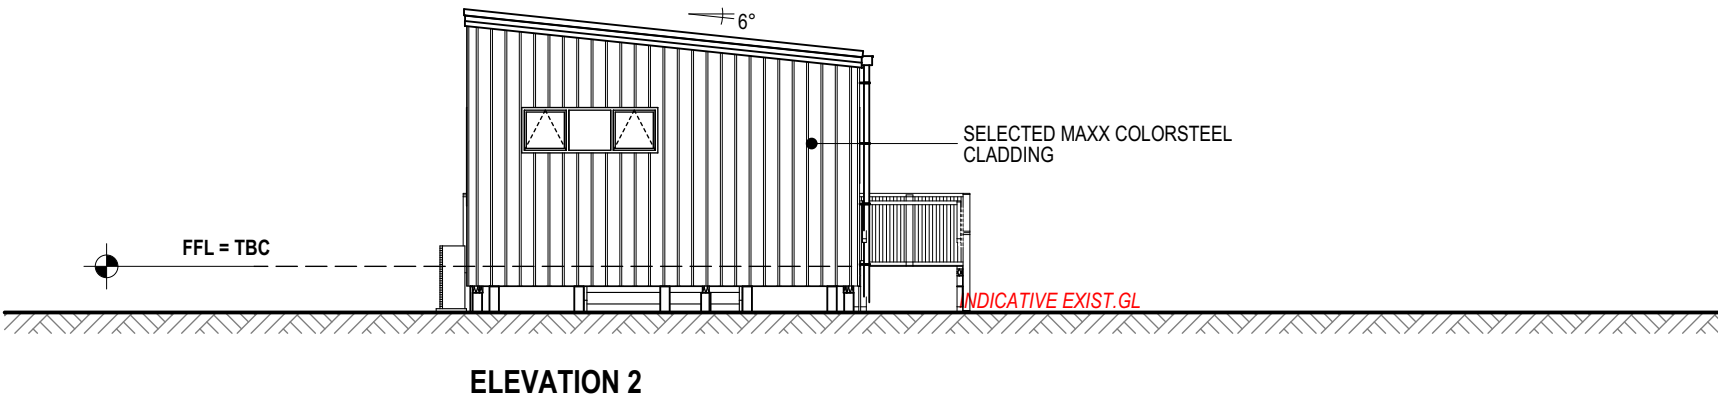 6°
SELECTED MAXX COLORSTEEL
CLADDING
FFL = TBC
INDICATIVE EXIST.GL
ELEVATION 2